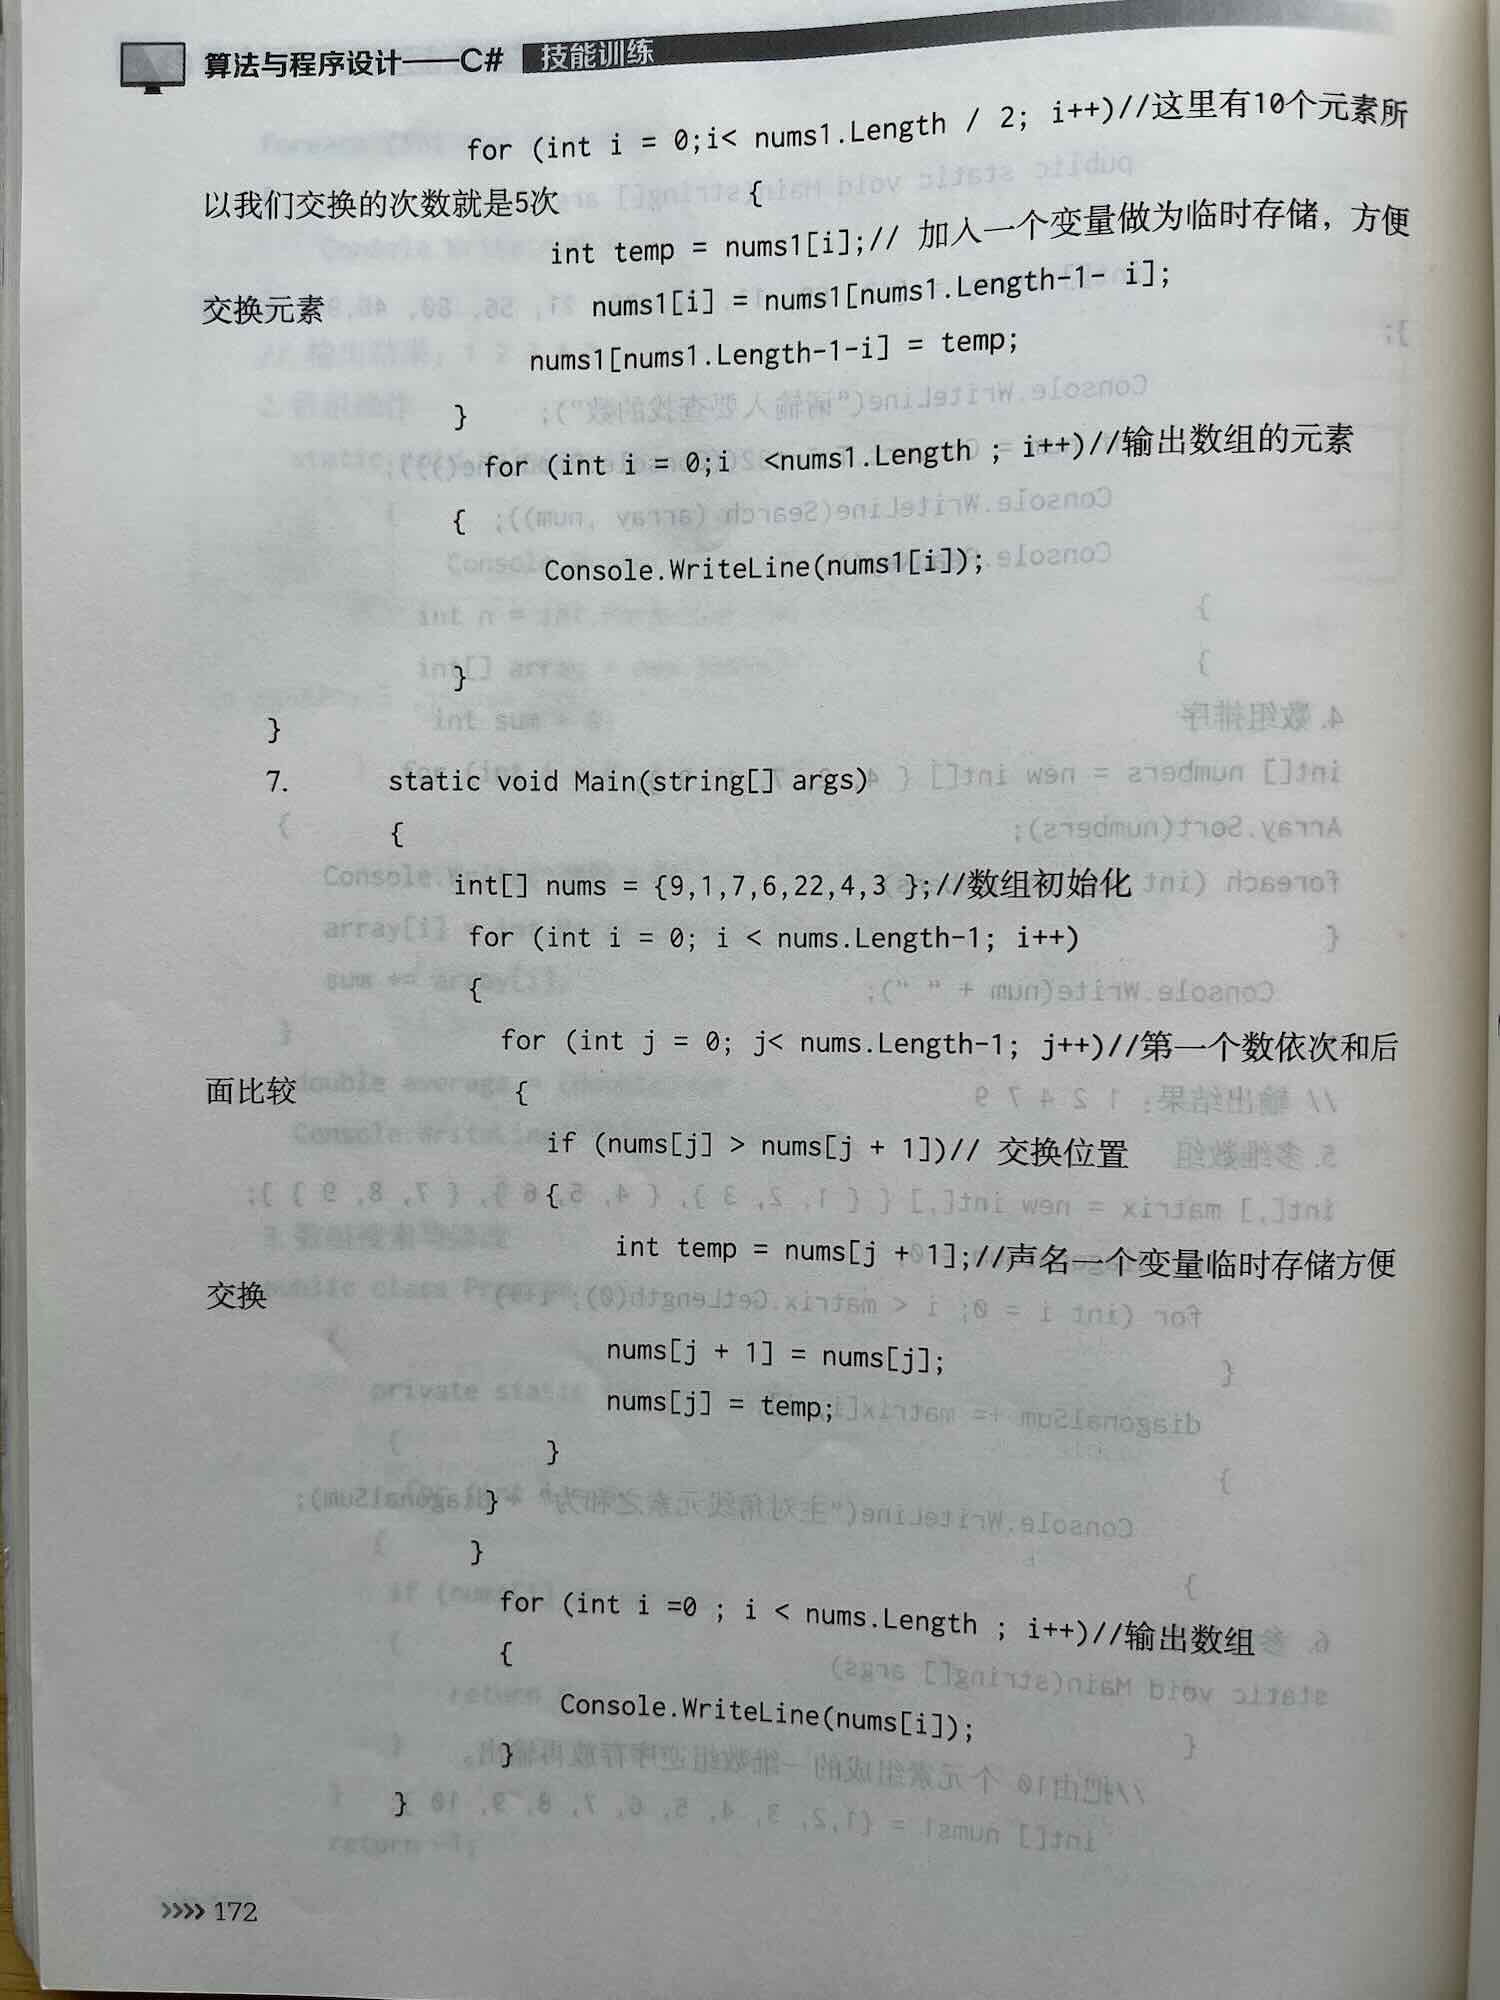 算法与程序设计——C# 技能训练
for (int i = 0;i< nums1.Length / 2; i++)//这里有10个元素所
以我们交换的次数就是5次 {
int temp = nums1[i];// 加入一个变量做为临时存储，方便
交换元素 nums1[i] = nums1[nums1.Length-1- i];
nums1[nums1.Length-1-i] = temp;
}
for (int i = 0;i <nums1.Length ; i++)//输出数组的元素
{
Console.WriteLine(nums1[i]);
}
}
7. static void Main(string[] args)
{
int[] nums = {9,1,7,6,22,4,3 };//数组初始化
for (int i = 0; i < nums.Length-1; i++)
{
for (int j = 0; j< nums.Length-1; j++)//第一个数依次和后
面比较 {
if (nums[j] > nums[j + 1])// 交换位置
{
int temp = nums[j + 1];//声名一个变量临时存储方便
交换
nums[j + 1] = nums[j];
nums[j] = temp;
}
}
}
for (int i =0 ; i < nums.Length ; i++)//输出数组
{
Console.WriteLine(nums[i]);
}
}
>>>> 172